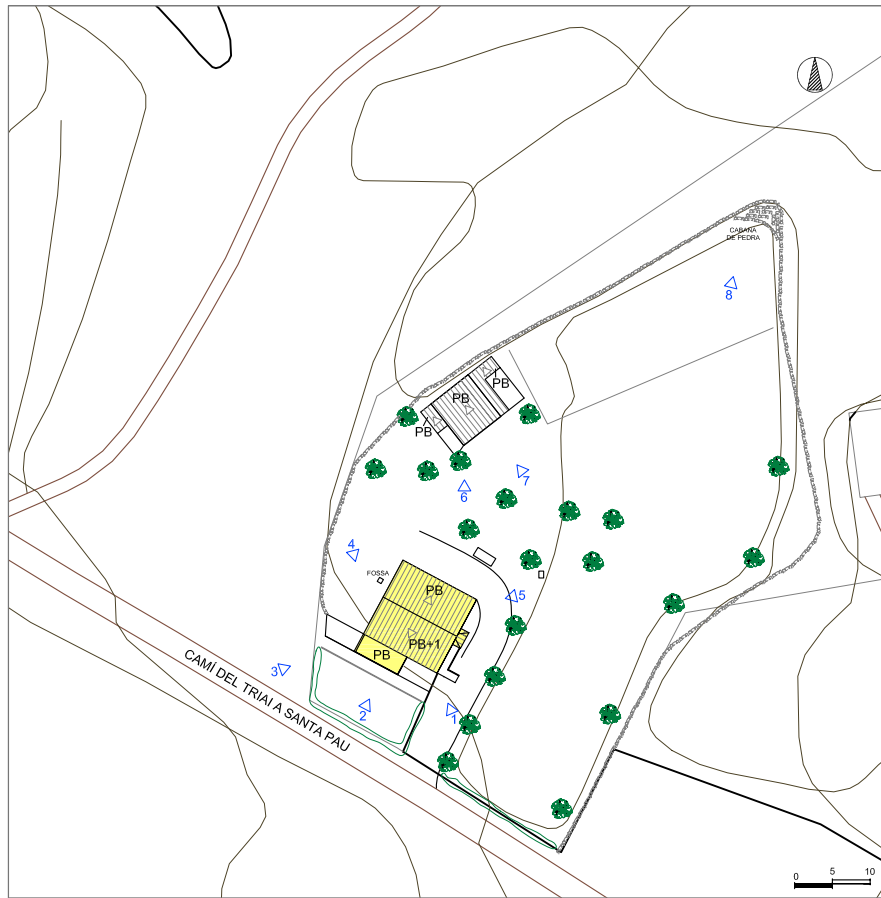 CABANA
DE PEDRA
8
PB
PB
PB
7
6
4
FOSSA
PB
5
PB+1
PB
3
CAMÍ DEL TRIAI A SANTA PAU
2
1
0 5 10